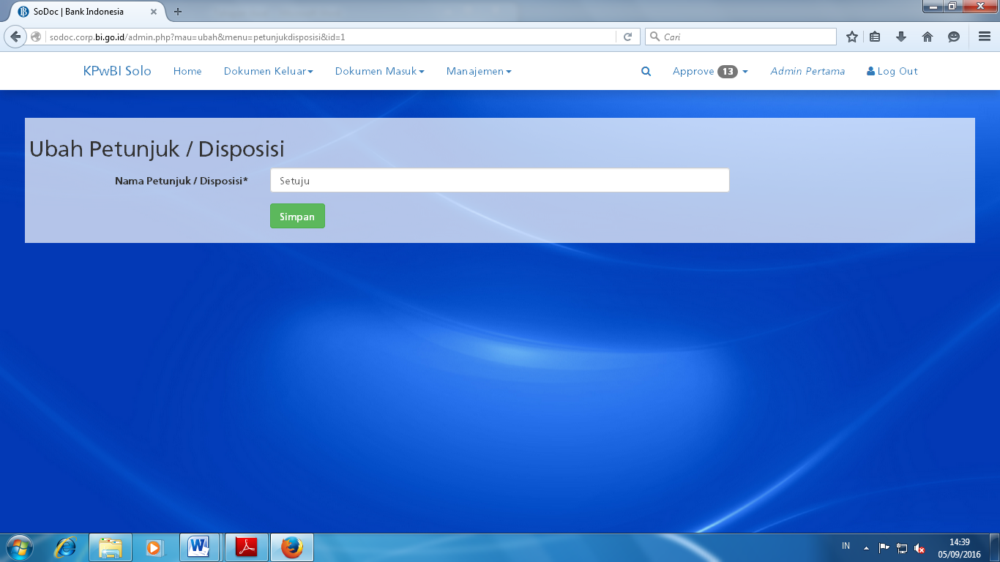 SoDoc | Bank Indonesia
sodoc.corp.bi.go.id/admin.php?mau=ubah&menu=petunjukdisposisi&id=1
Cari
KPwBI Solo Home Dokumen Keluar Dokumen Masuk Manajemen Approve 13 Admin Pertama Log Out
Ubah Petunjuk / Disposisi
Nama Petunjuk / Disposisi* Setuju
Simpan
IN
14:39
05/09/2016